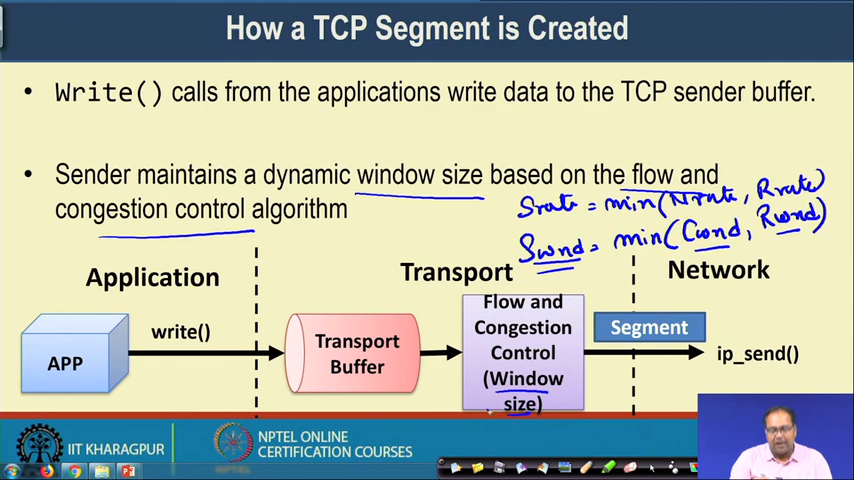 How a TCP Segment is Created
• Write() calls from the applications write data to the TCP sender buffer.
• Sender maintains a dynamic window size based on the flow and
congestion control algorithm
Srate = min(Nrate, Rrate)
Swnd = min(Cwnd, Rwnd)
Application
Transport
Network
APP
write()
Transport
Buffer
Flow and
Congestion
Control
(Window
size)
Segment
ip_send()
IIT KHARAGPUR
NPTEL ONLINE
CERTIFICATION COURSES
NPTEL